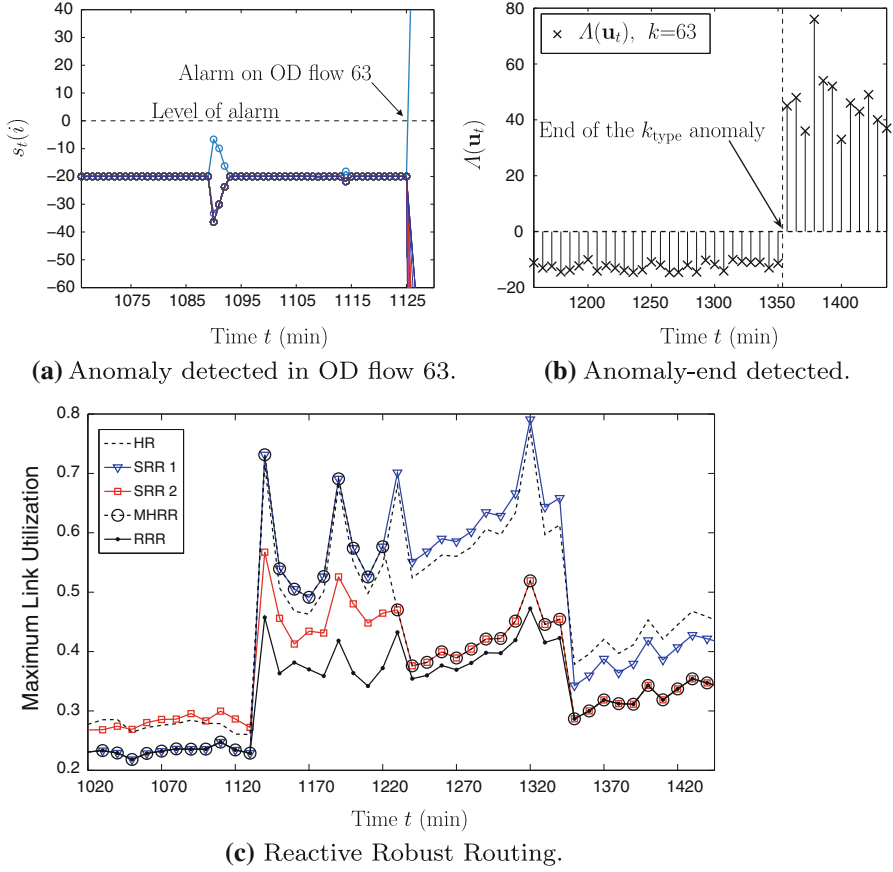 40
30
20
10
0
−10
−20
−30
−40
−50
−60
s_t(i)
Alarm on OD flow 63
Level of alarm
1075 1085 1095 1105 1115 1125
Time t (min)
(a) Anomaly detected in OD flow 63.
80
60
40
20
0
−20
Λ(u_t)
Λ(u_t), k=63
End of the k_type anomaly
1200 1250 1300 1350 1400
Time t (min)
(b) Anomaly-end detected.
0.8
0.7
0.6
0.5
0.4
0.3
0.2
Maximum Link Utilization
HR
SRR 1
SRR 2
MHRR
RRR
1020 1070 1120 1170 1220 1270 1320 1370 1420
Time t (min)
(c) Reactive Robust Routing.